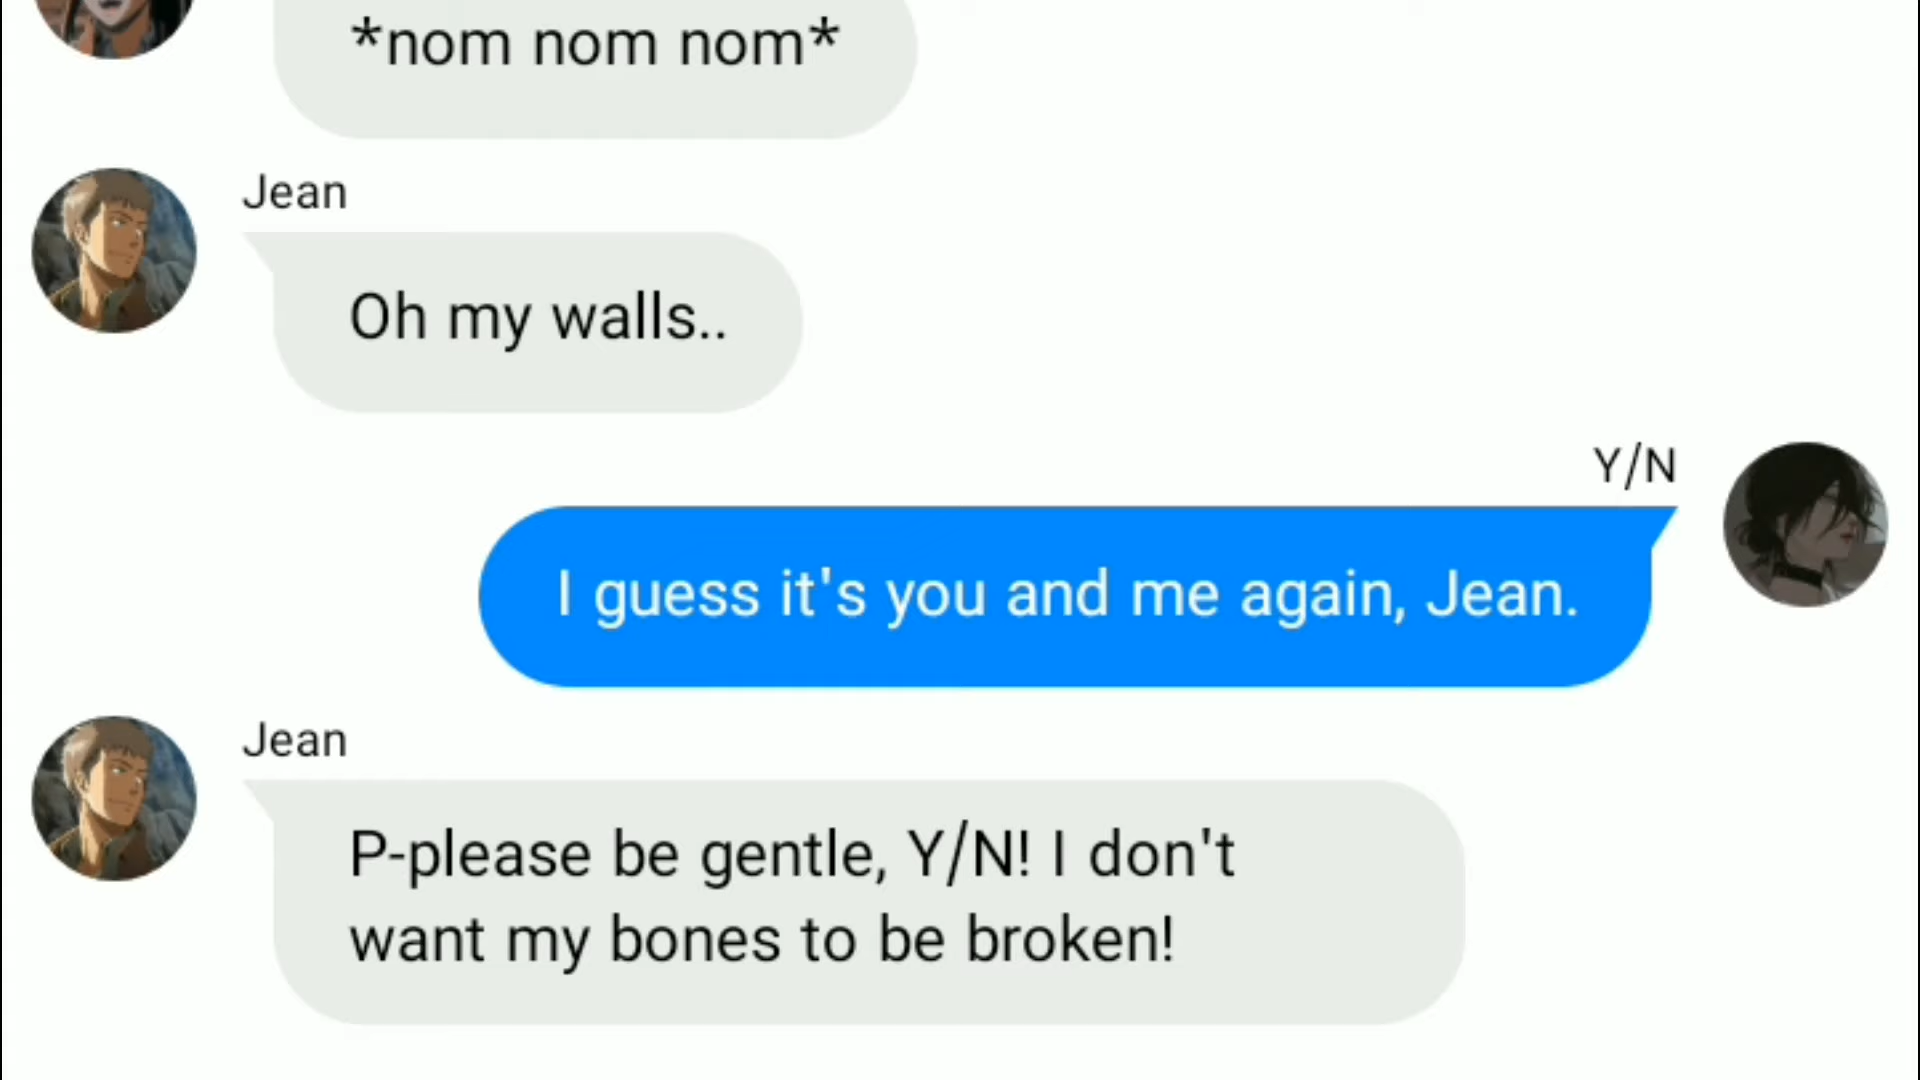 *nom nom nom*
Jean
Oh my walls..
Y/N
I guess it's you and me again, Jean.
Jean
P-please be gentle, Y/N! I don't
want my bones to be broken!